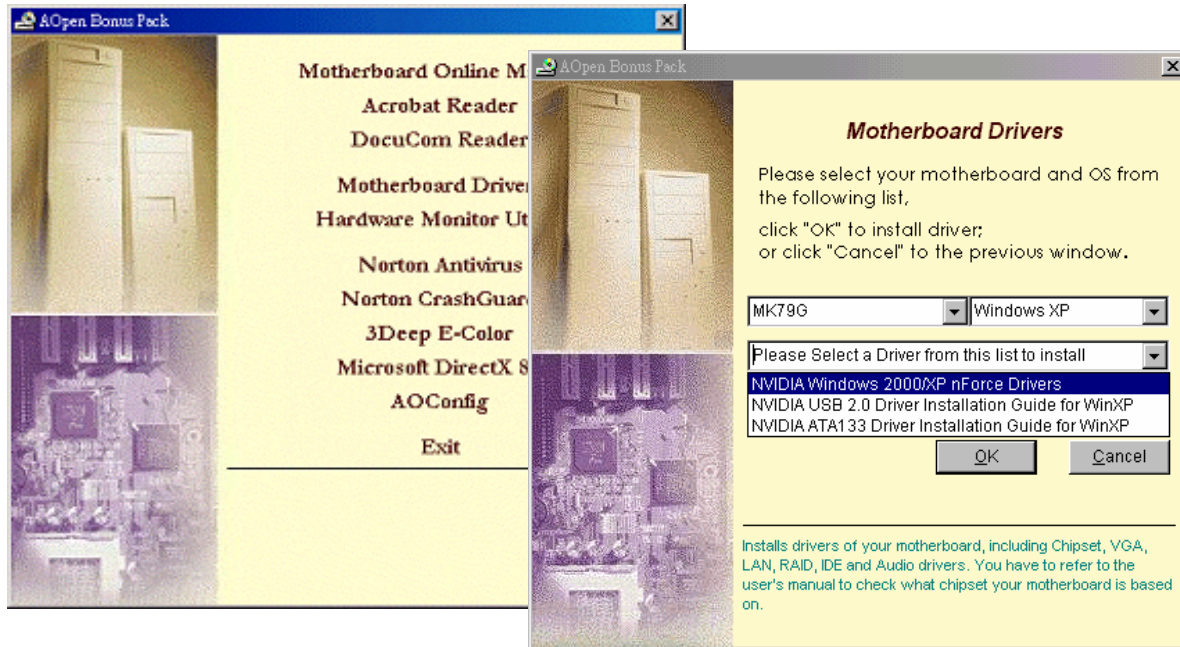 AOpen Bonus Pack
Motherboard Online M
Acrobat Reader
DocuCom Reader
Motherboard Drive
Hardware Monitor Ut
Norton Antivirus
Norton CrashGuar
3Deep E-Color
Microsoft DirectX 8
AOConfig
Exit
AOpen Bonus Pack
Motherboard Drivers
Please select your motherboard and OS from
the following list,
click "OK" to install driver;
or click "Cancel" to the previous window.
MK79G Windows XP
Please Select a Driver from this list to install
NVIDIA Windows 2000/XP nForce Drivers
NVIDIA USB 2.0 Driver Installation Guide for WinXP
NVIDIA ATA133 Driver Installation Guide for WinXP
OK Cancel
Installs drivers of your motherboard, including Chipset, VGA,
LAN, RAID, IDE and Audio drivers. You have to refer to the
user's manual to check what chipset your motherboard is based
on.